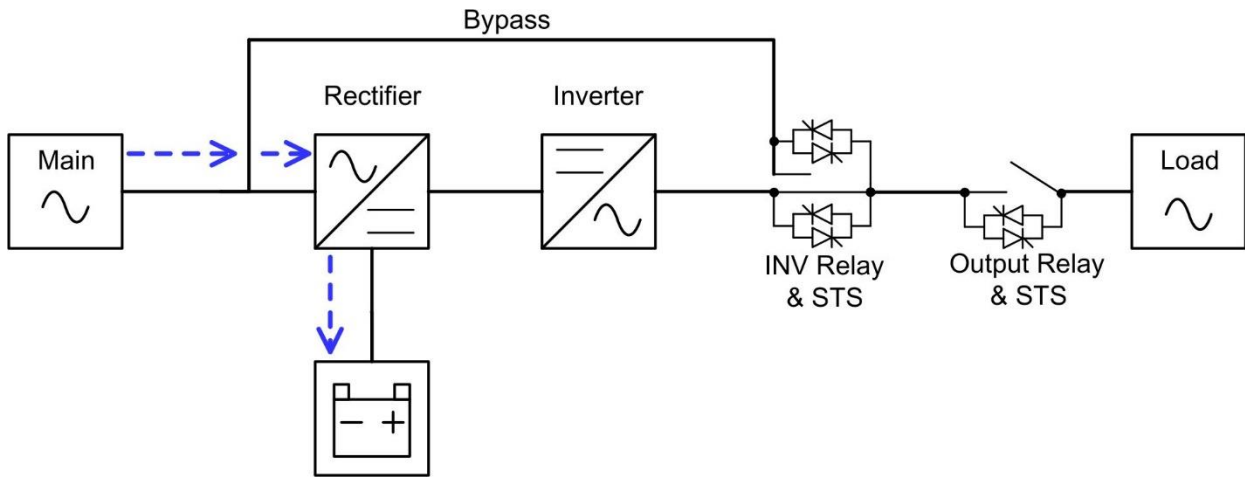 Bypass
Rectifier
Inverter
Main
Load
INV Relay
& STS
Output Relay
& STS